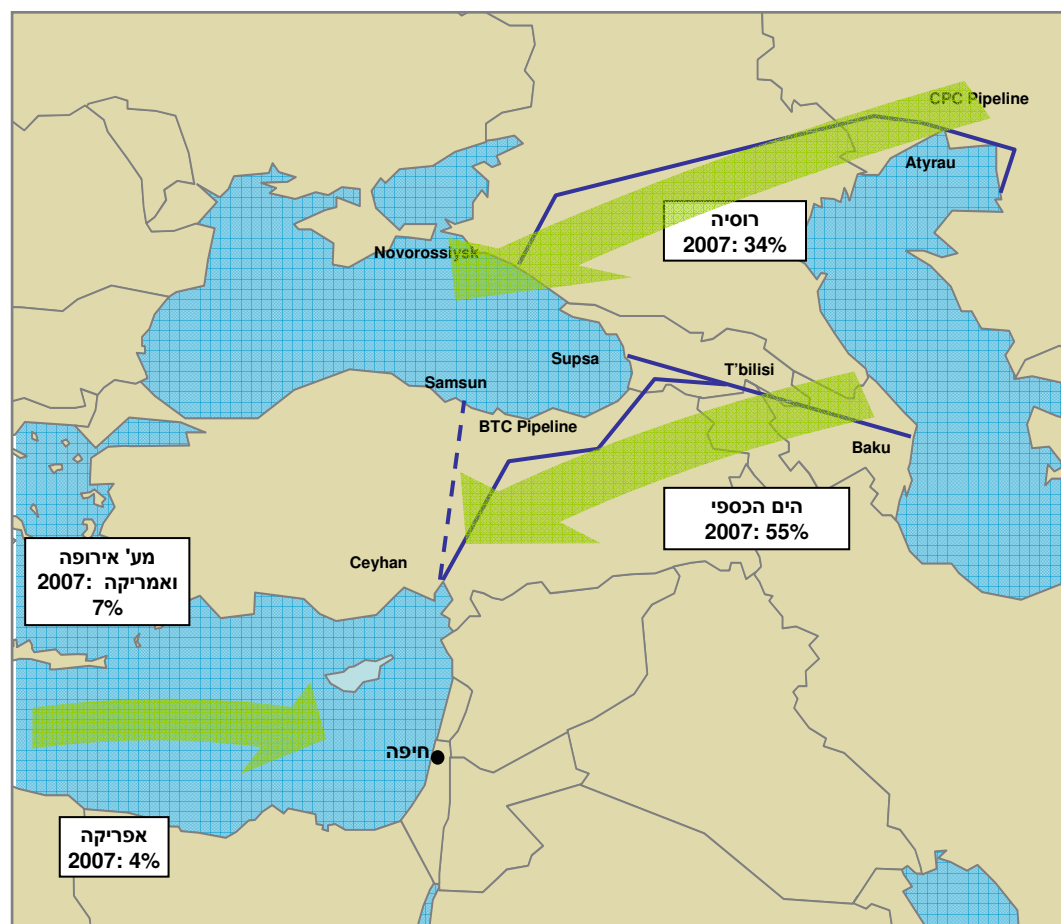 CPC Pipeline
Atyrau
רוסיה
2007: 34%
Novorossiysk
Supsa
T'bilisi
Samsun
BTC Pipeline
Baku
הים הכספי
2007: 55%
Ceyhan
מע' אירופה
ואמריקה 2007:
7%
חיפה
אפריקה
2007: 4%